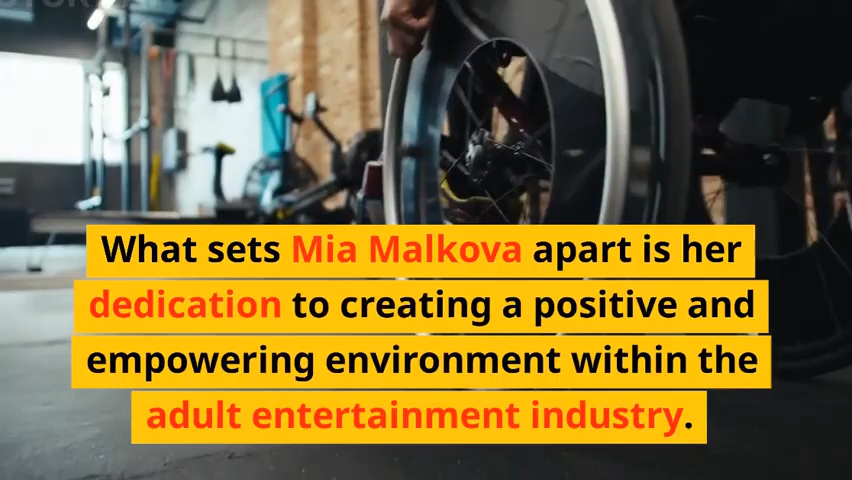 What sets Mia Malkova apart is her
dedication to creating a positive and
empowering environment within the
adult entertainment industry.